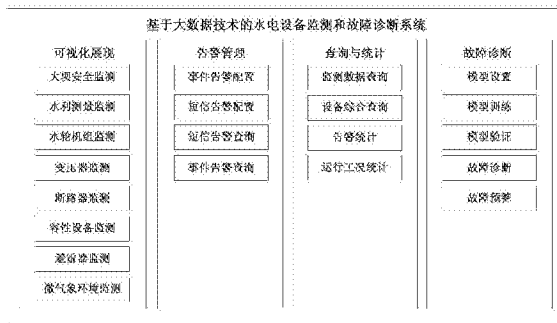 基于大数据技术的水电设备监测和故障诊断系统
可视化展现
大坝安全监测
水利测量监测
水轮机组监测
变压器监测
断路器监测
容性设备监测
避雷器监测
微气象环境监测
告警管理
事件告警配置
短信告警配置
短信告警查询
事件告警查询
查询与统计
监测数据查询
设备综合查询
告警统计
运行工况统计
故障诊断
模型设置
模型训练
模型验证
故障诊断
故障预警